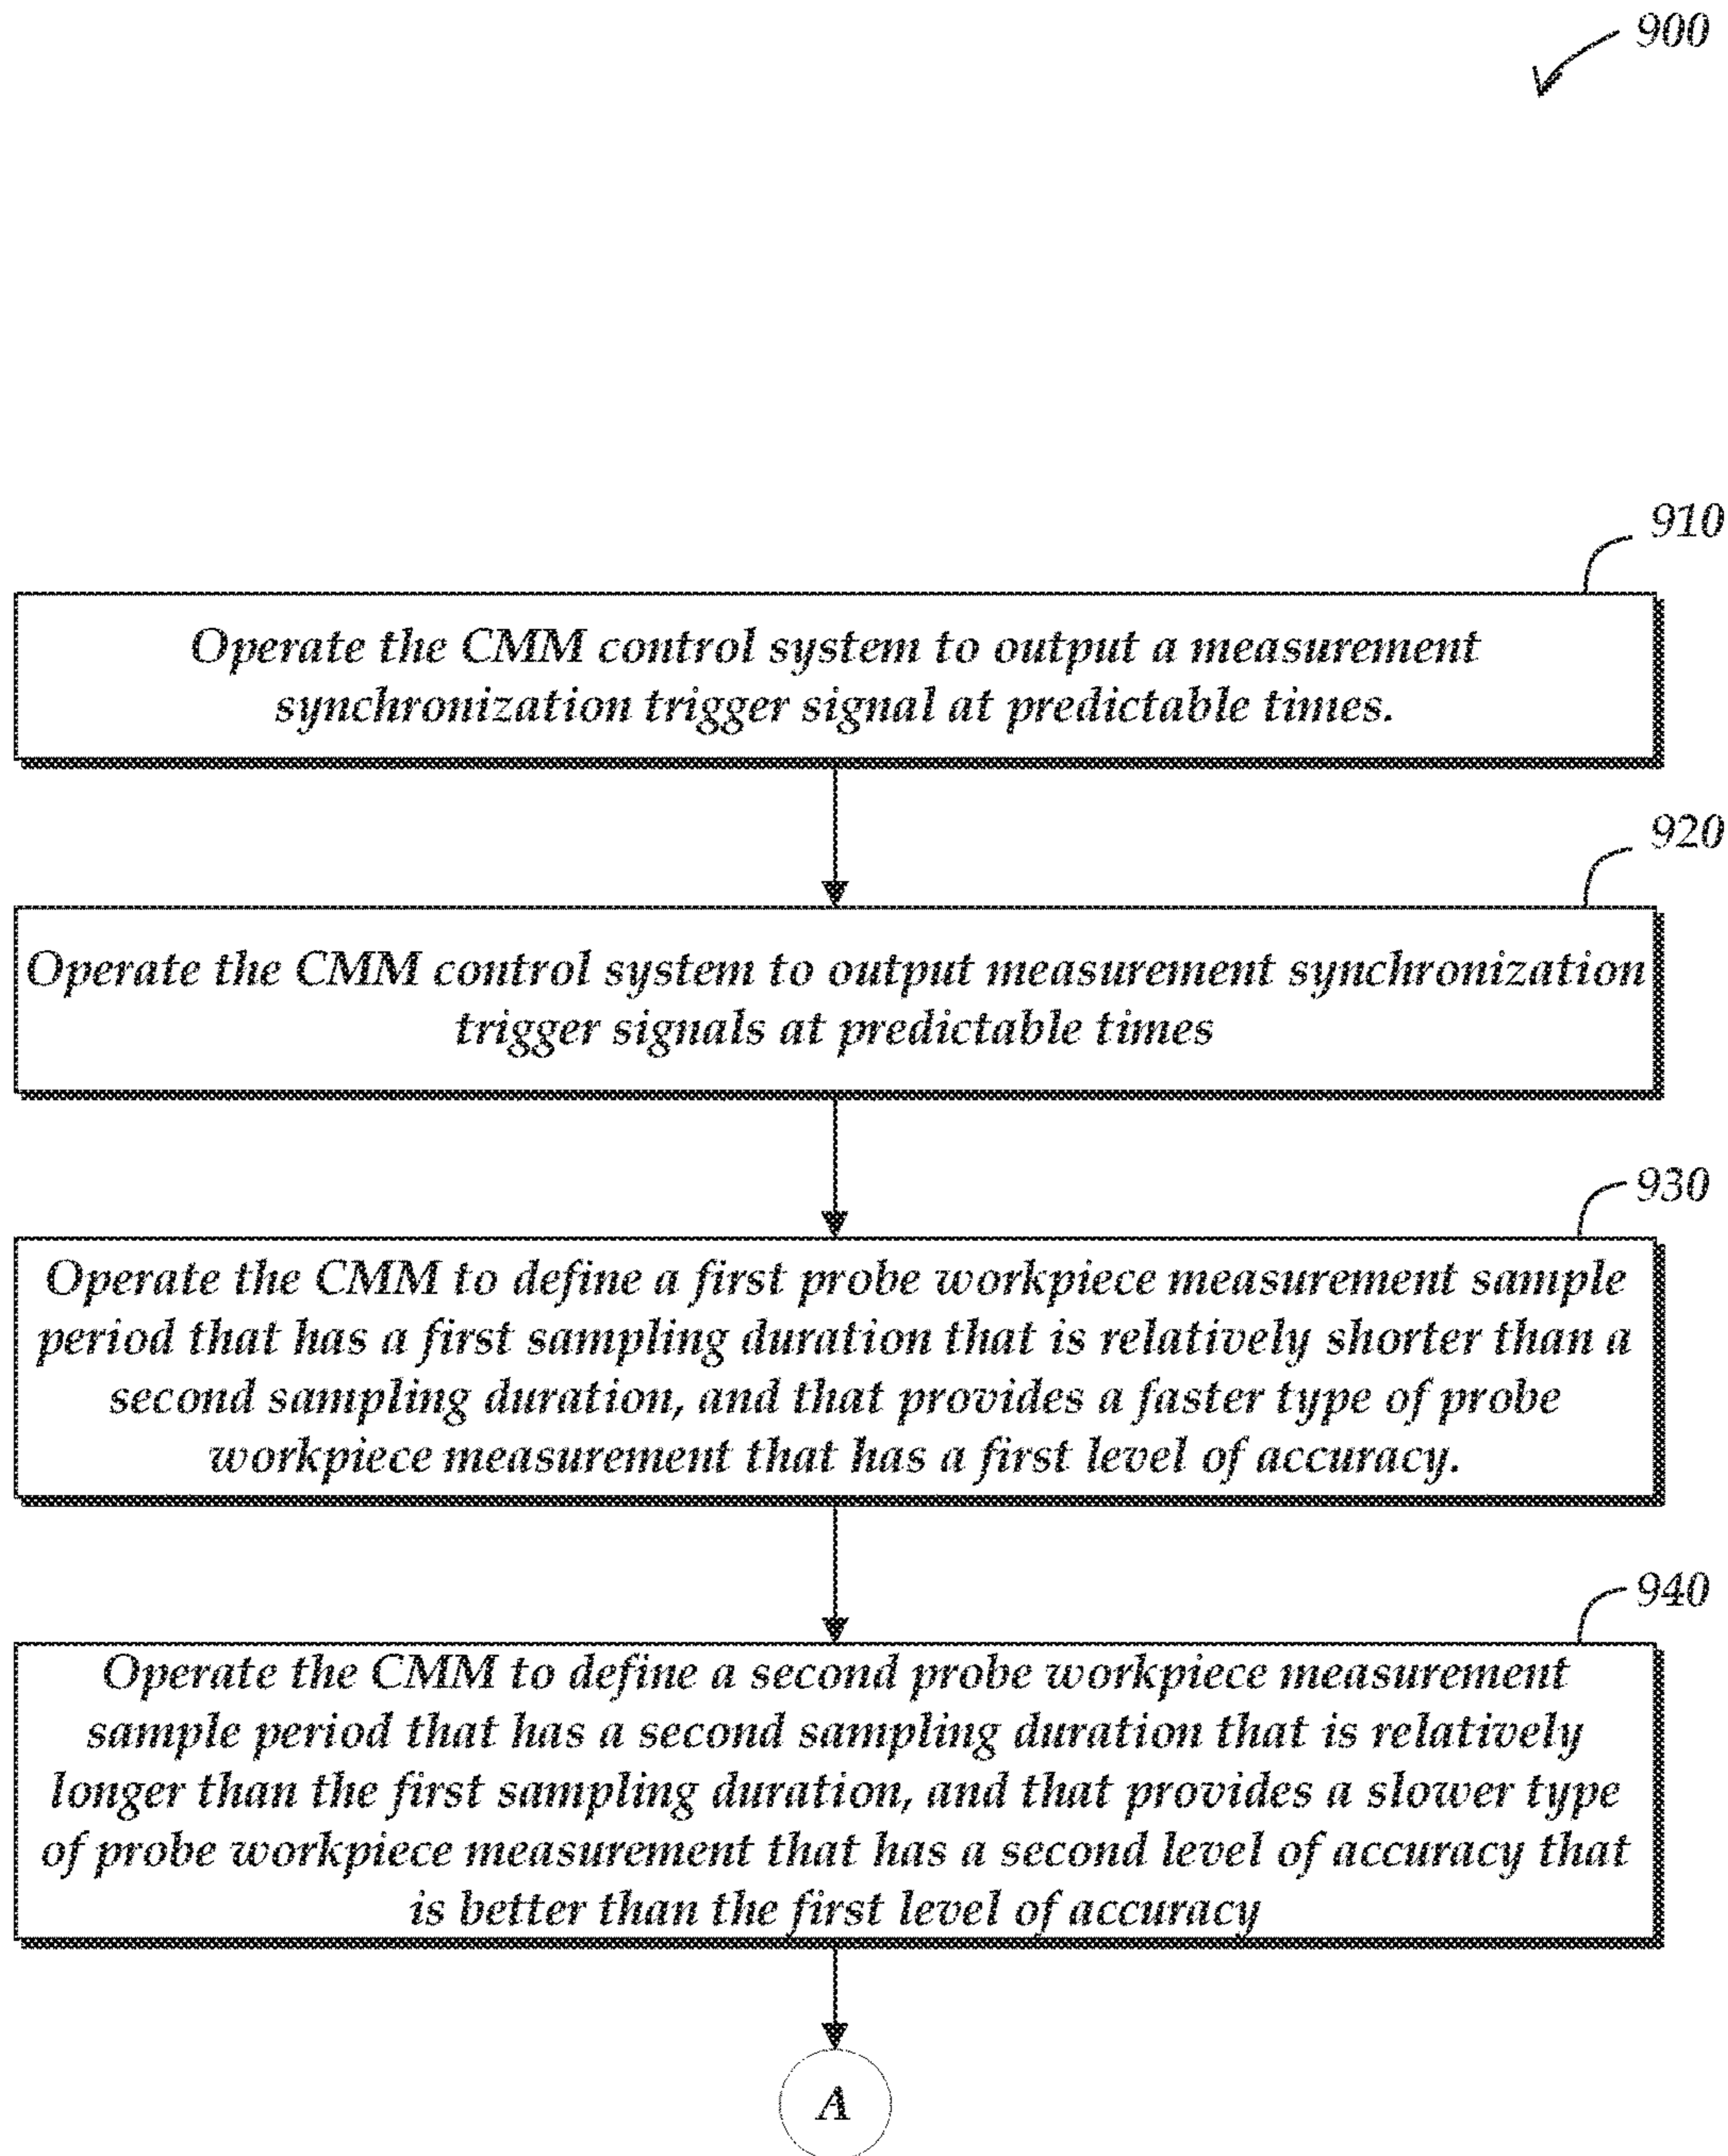 900
910
Operate the CMM control system to output a measurement
synchronization trigger signal at predictable times.
920
Operate the CMM control system to output measurement synchronization
trigger signals at predictable times
930
Operate the CMM to define a first probe workpiece measurement sample
period that has a first sampling duration that is relatively shorter than a
second sampling duration, and that provides a faster type of probe
workpiece measurement that has a first level of accuracy.
940
Operate the CMM to define a second probe workpiece measurement
sample period that has a second sampling duration that is relatively
longer than the first sampling duration, and that provides a slower type
of probe workpiece measurement that has a second level of accuracy that
is better than the first level of accuracy
A